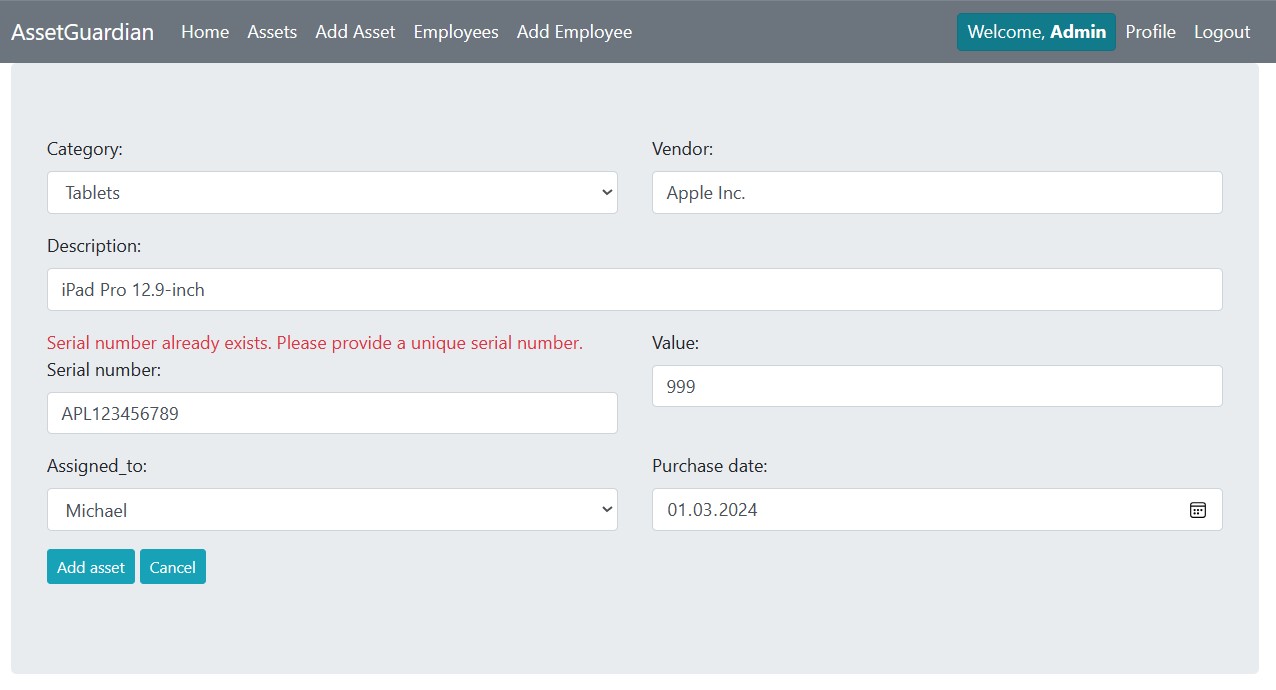 AssetGuardian Home Assets Add Asset Employees Add Employee Welcome, Admin Profile Logout
Category: Vendor:
Tablets Apple Inc.
Description:
iPad Pro 12.9-inch
Serial number already exists. Please provide a unique serial number. Value:
Serial number:
999
APL123456789
Assigned_to: Purchase date:
Michael 01.03.2024
Add asset Cancel